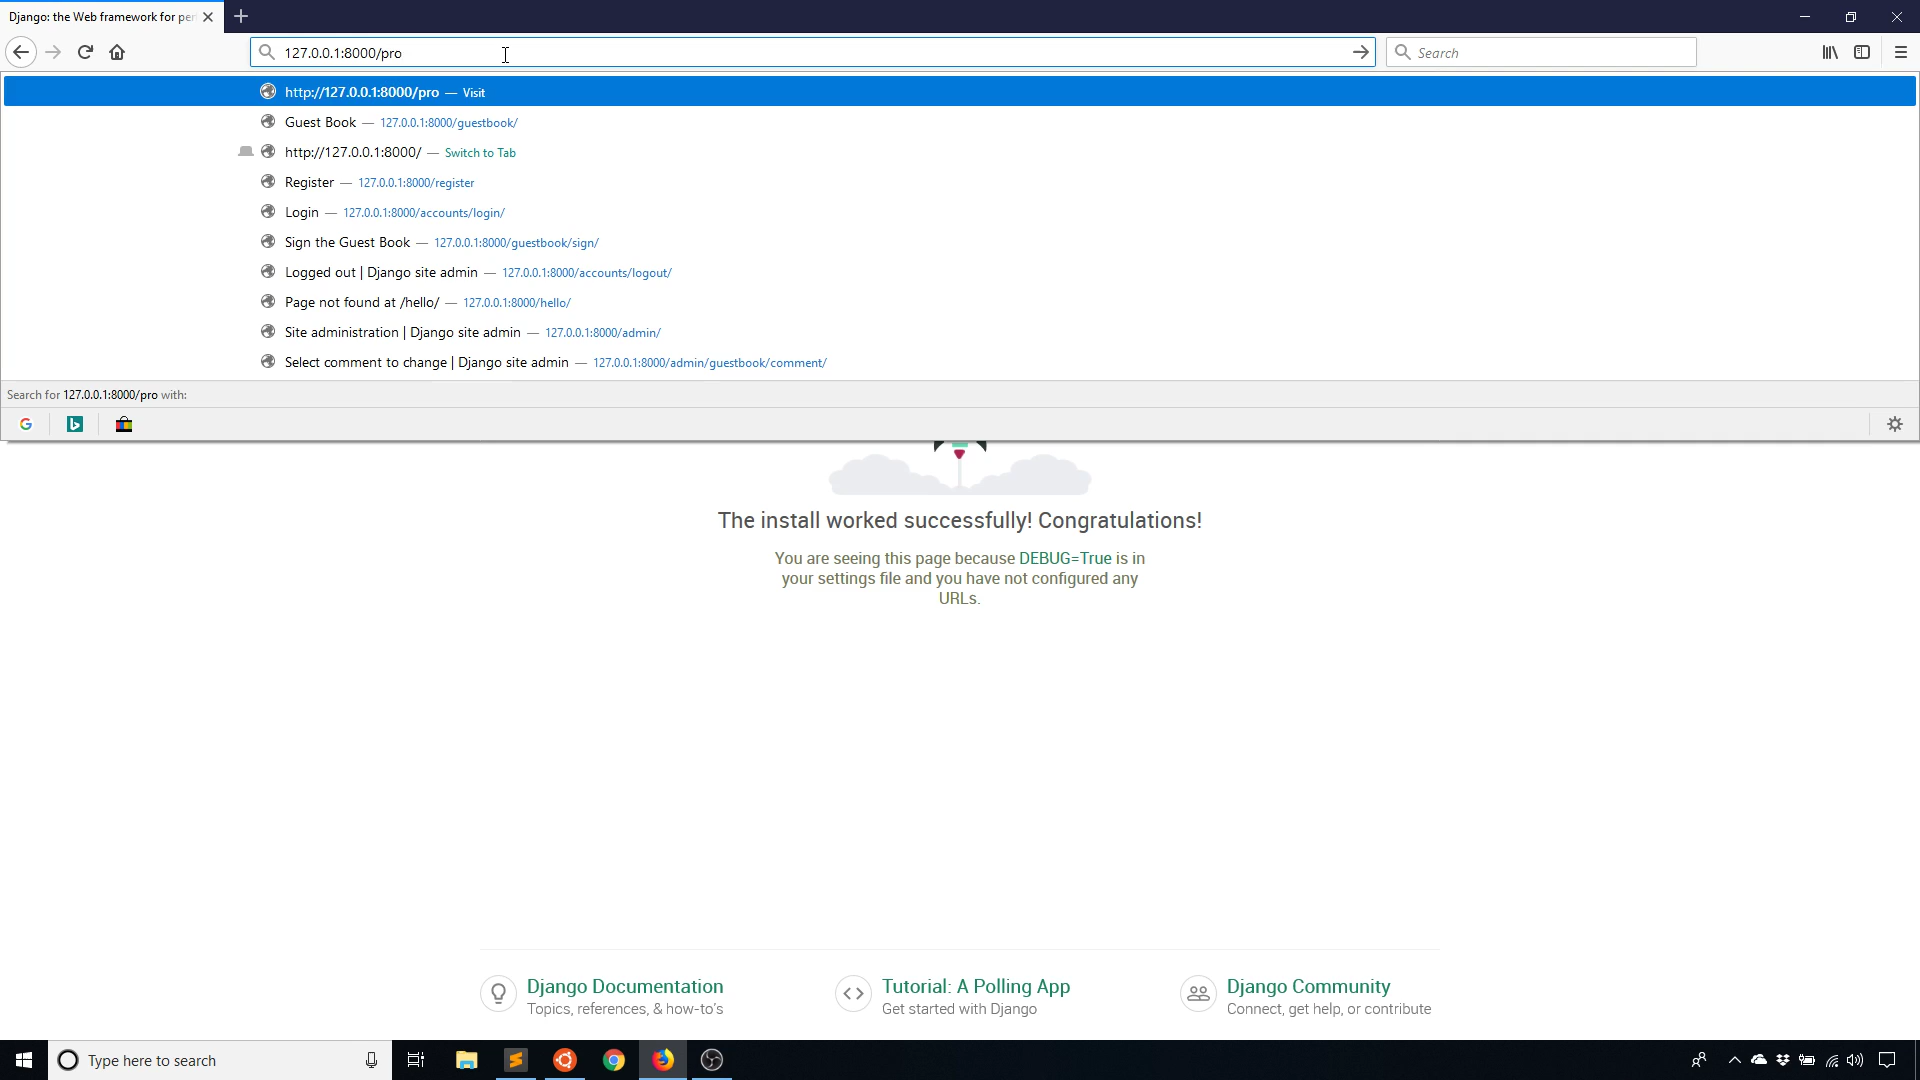 Django: the Web framework for per
127.0.0.1:8000/pro
Search
http://127.0.0.1:8000/pro — Visit
Guest Book — 127.0.0.1:8000/guestbook/
http://127.0.0.1:8000/ — Switch to Tab
Register — 127.0.0.1:8000/register
Login — 127.0.0.1:8000/accounts/login/
Sign the Guest Book — 127.0.0.1:8000/guestbook/sign/
Logged out | Django site admin — 127.0.0.1:8000/accounts/logout/
Page not found at /hello/ — 127.0.0.1:8000/hello/
Site administration | Django site admin — 127.0.0.1:8000/admin/
Select comment to change | Django site admin — 127.0.0.1:8000/admin/guestbook/comment/
Search for 127.0.0.1:8000/pro with:
The install worked successfully! Congratulations!
You are seeing this page because DEBUG=True is in
your settings file and you have not configured any
URLs.
Django Documentation
Topics, references, & how-to's
Tutorial: A Polling App
Get started with Django
Django Community
Connect, get help, or contribute
Type here to search